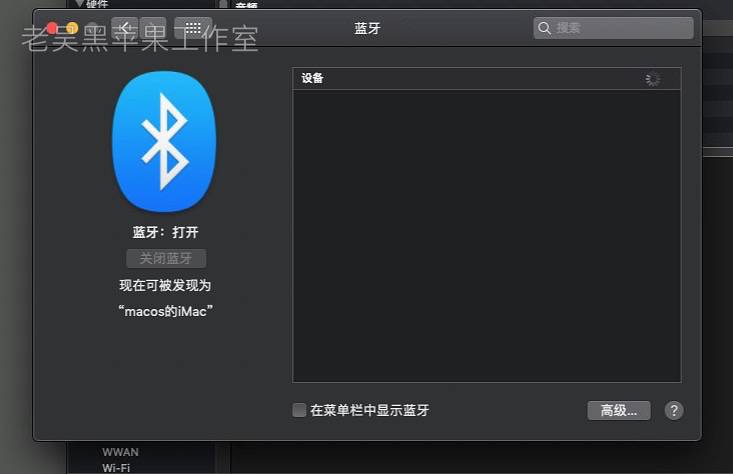 硬件
音频
老吴黑苹果工作室
蓝牙
搜索
设备
蓝牙：打开
关闭蓝牙
现在可被发现为
“macos的iMac”
在菜单栏中显示蓝牙
高级...
?
WWAN
Wi-Fi